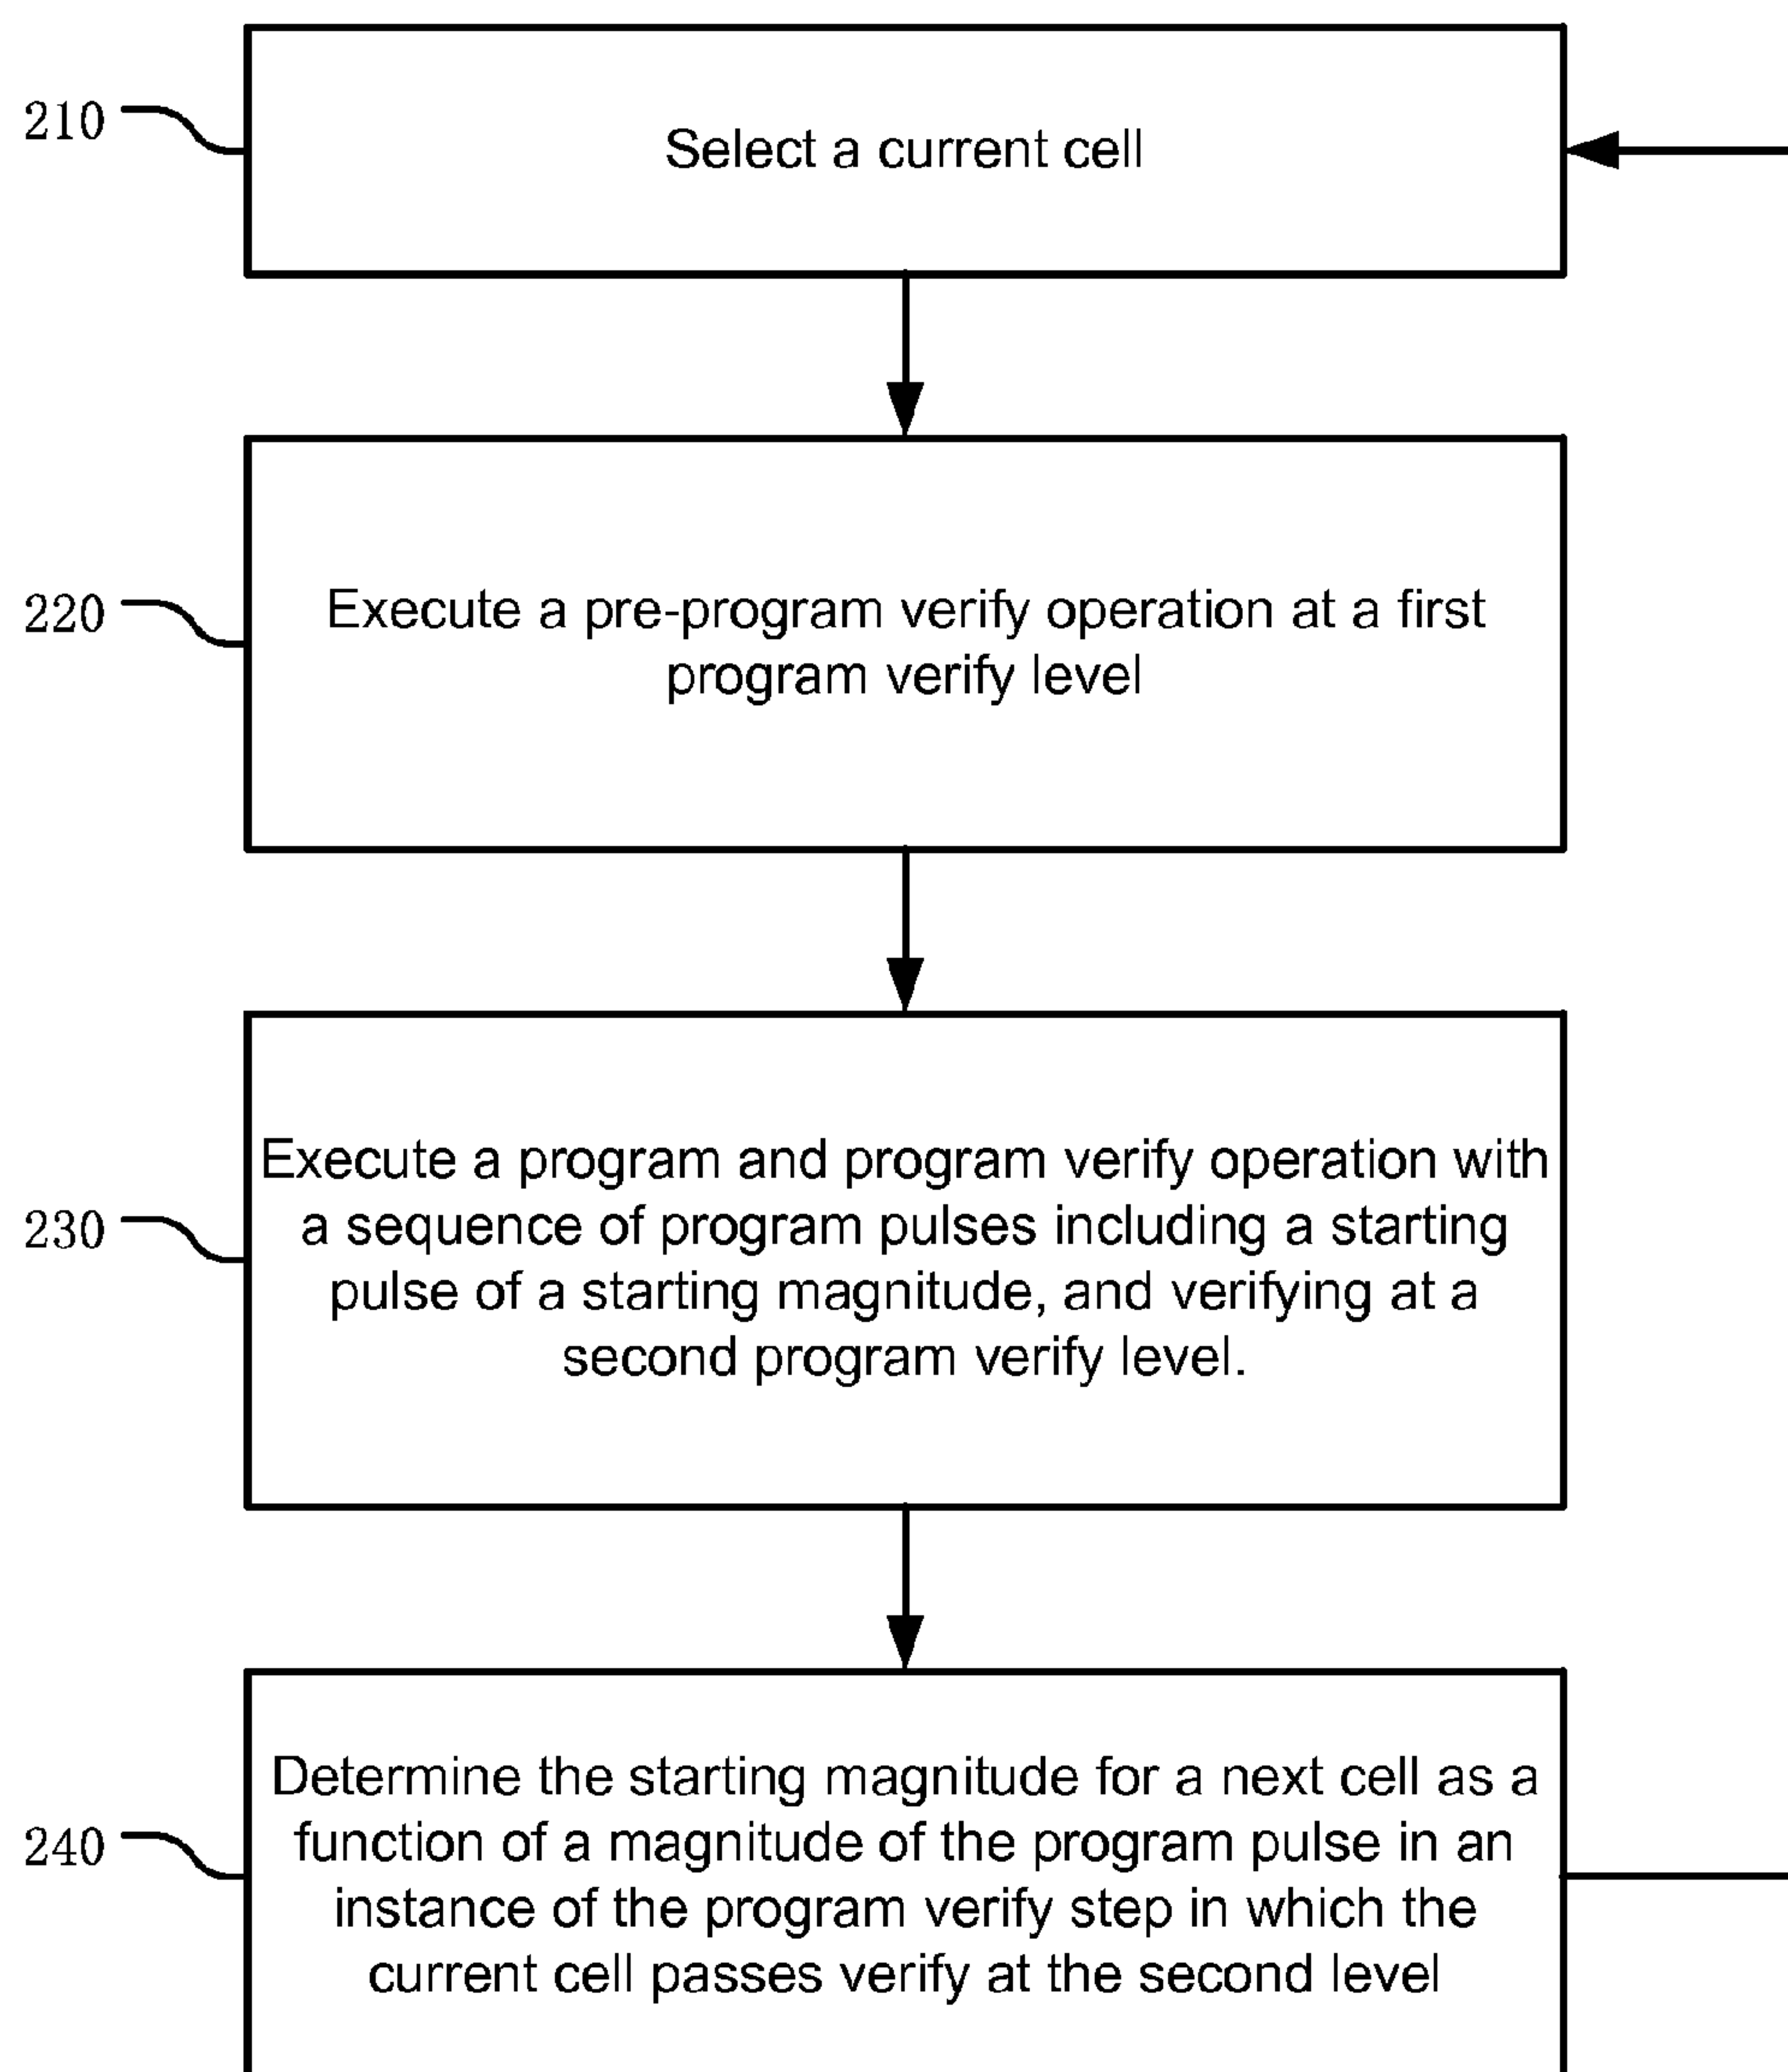 210
Select a current cell
220
Execute a pre-program verify operation at a first
program verify level
230
Execute a program and program verify operation with
a sequence of program pulses including a starting
pulse of a starting magnitude, and verifying at a
second program verify level.
240
Determine the starting magnitude for a next cell as a
function of a magnitude of the program pulse in an
instance of the program verify step in which the
current cell passes verify at the second level